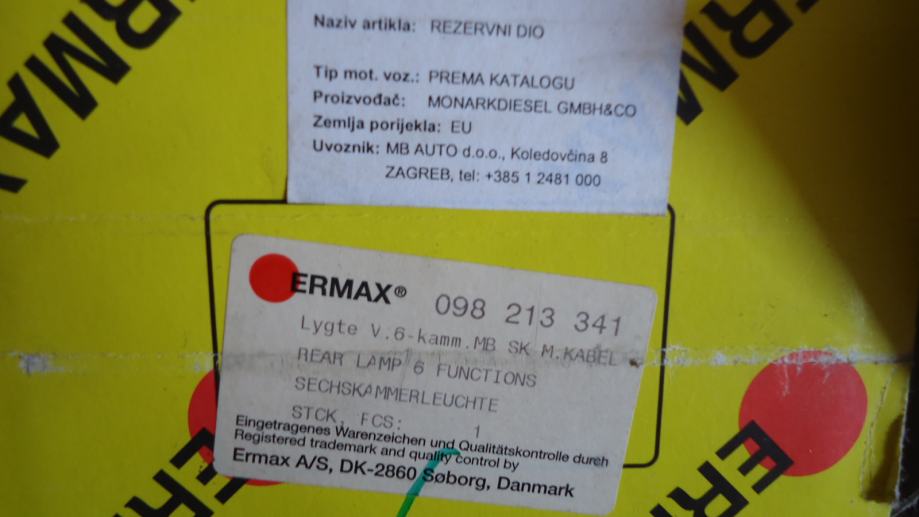 ERMAX
ERMAX
Naziv artikla: REZERVNI DIO
Tip mot. voz.: PREMA KATALOGU
Proizvođač: MONARKDIESEL GMBH&CO
Zemlja porijekla: EU
Uvoznik: MB AUTO d.o.o., Koledovčina 8
ZAGREB, tel: +385 1 2481 000
ERMAX® 098 213 341
Lygte V.6-kamm.MB SK M.KABEL
REAR LAMP 6 FUNCTIONS
SECHSKAMMERLEUCHTE
STCK, FCS: 1
Eingetragenes Warenzeichen und Qualitätskontrolle durch
Registered trademark and quality control by
Ermax A/S, DK-2860 Søborg, Danmark